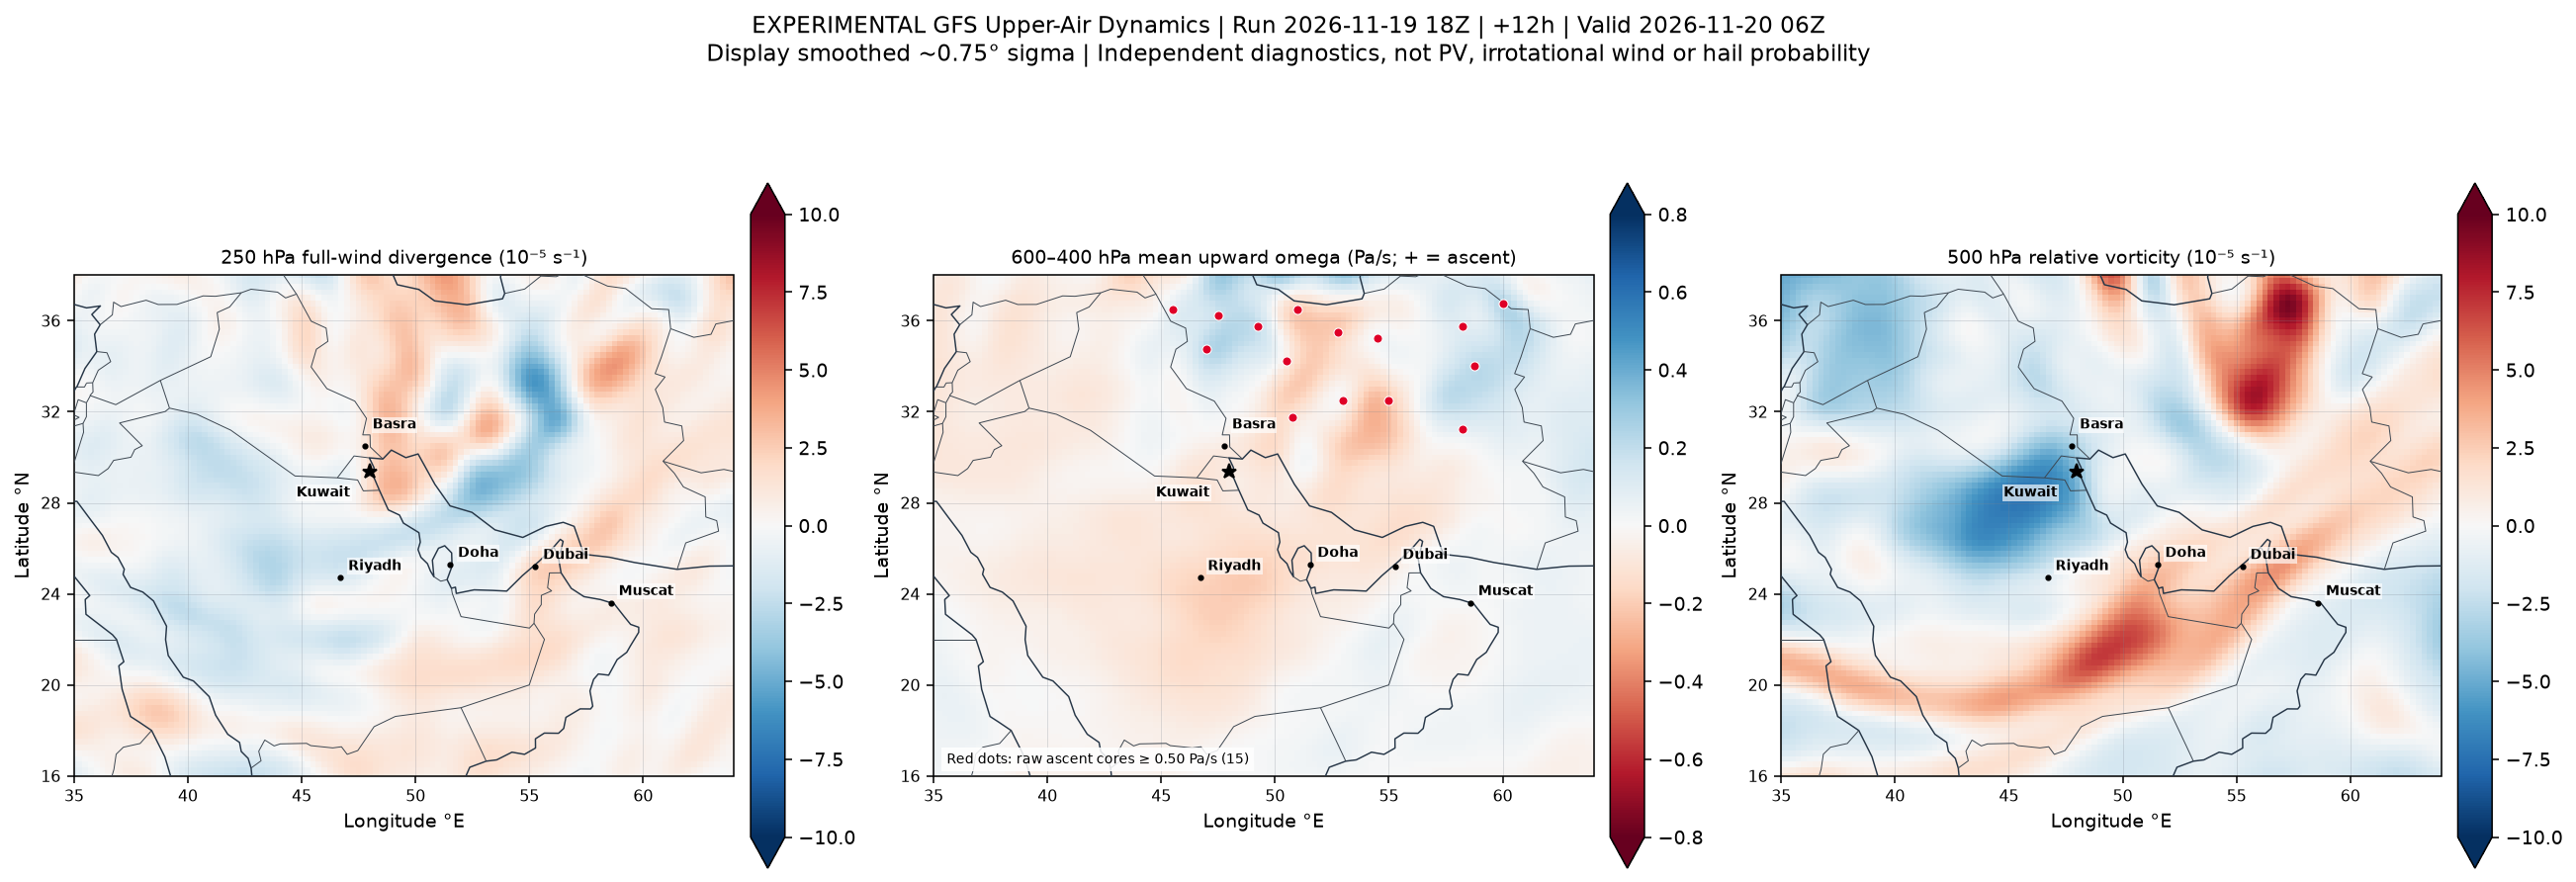 EXPERIMENTAL GFS Upper-Air Dynamics | Run 2026-11-19 18Z | +12h | Valid 2026-11-20 06Z
Display smoothed ~0.75° sigma | Independent diagnostics, not PV, irrotational wind or hail probability
250 hPa full-wind divergence (10⁻⁵ s⁻¹)
Latitude °N
36
32
28
24
20
16
Basra
Kuwait
Riyadh
Doha
Dubai
Muscat
35
40
45
50
55
60
Longitude °E
10.0
7.5
5.0
2.5
0.0
−2.5
−5.0
−7.5
−10.0
600–400 hPa mean upward omega (Pa/s; + = ascent)
Latitude °N
36
32
28
24
20
16
Basra
Kuwait
Riyadh
Doha
Dubai
Muscat
Red dots: raw ascent cores ≥ 0.50 Pa/s (15)
35
40
45
50
55
60
Longitude °E
0.8
0.6
0.4
0.2
0.0
−0.2
−0.4
−0.6
−0.8
500 hPa relative vorticity (10⁻⁵ s⁻¹)
Latitude °N
36
32
28
24
20
16
Basra
Kuwait
Riyadh
Doha
Dubai
Muscat
35
40
45
50
55
60
Longitude °E
10.0
7.5
5.0
2.5
0.0
−2.5
−5.0
−7.5
−10.0